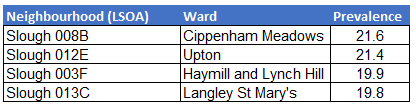 Neighbourhood (LSOA) Ward Prevalence
Slough 008B Cippenham Meadows 21.6
Slough 012E Upton 21.4
Slough 003F Haymill and Lynch Hill 19.9
Slough 013C Langley St Mary's 19.8